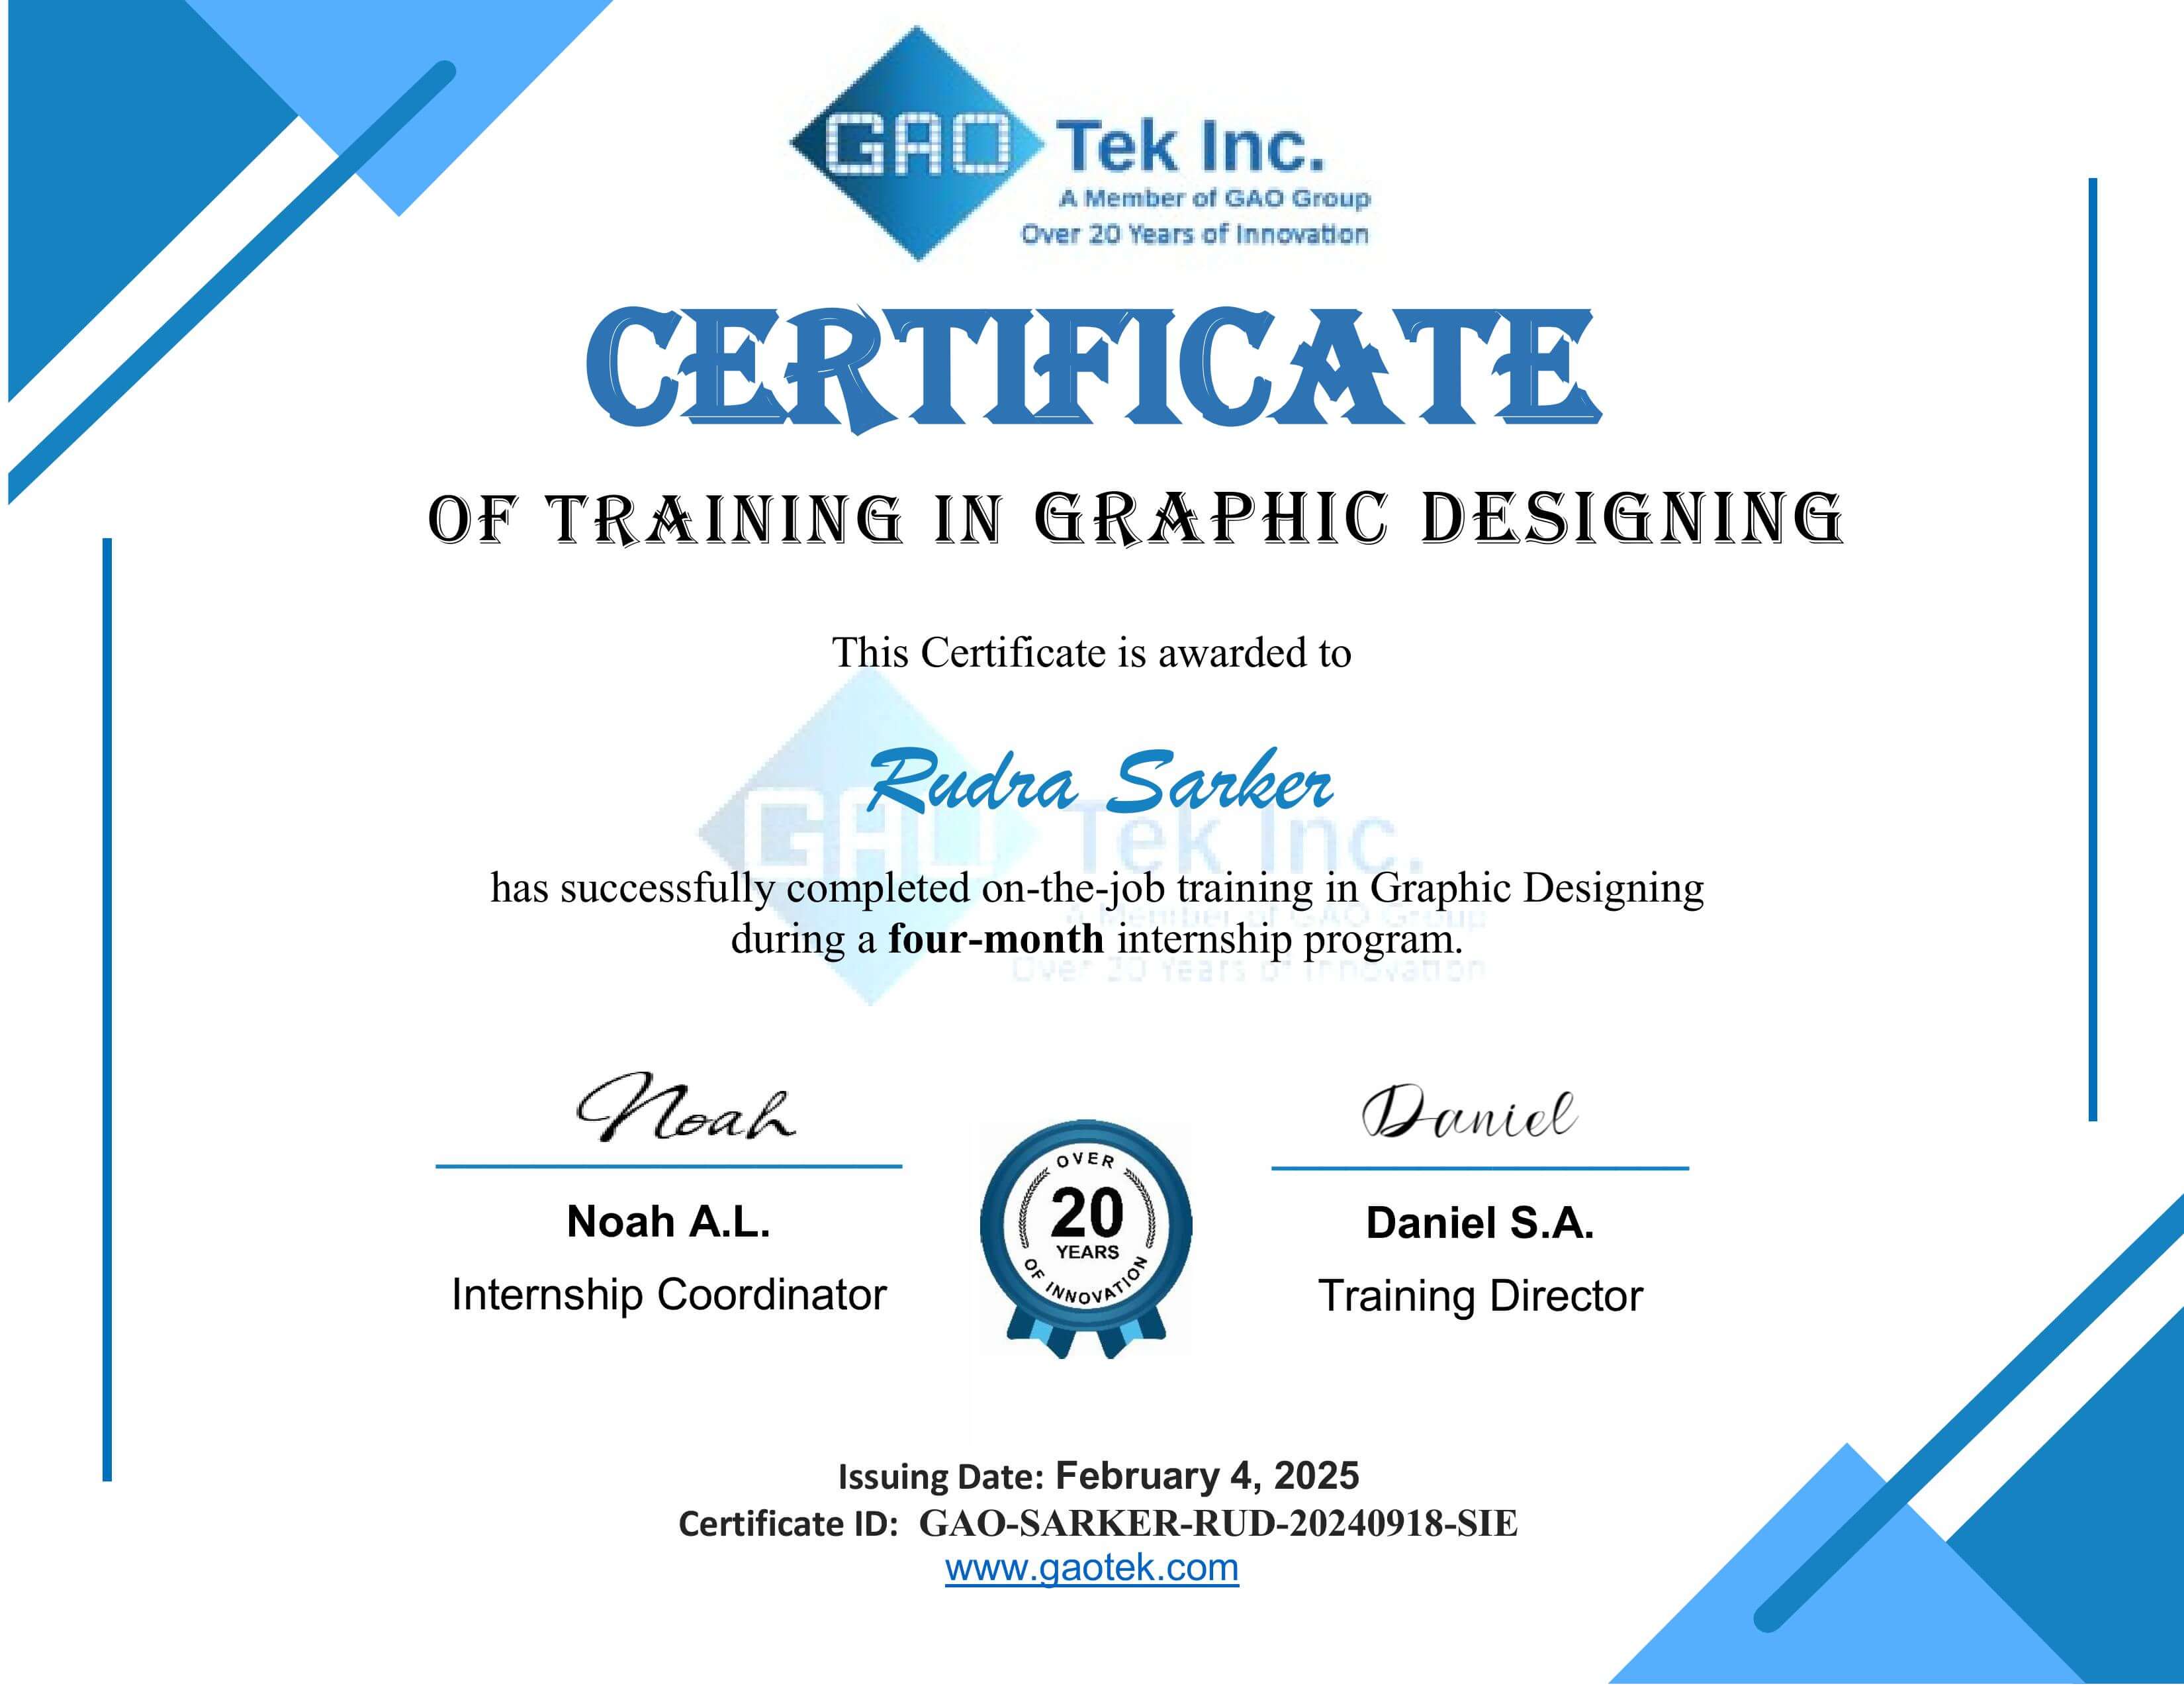 GAO Tek Inc.
A Member of GAO Group
Over 20 Years of Innovation
CERTIFICATE
OF TRAINING IN GRAPHIC DESIGNING
This Certificate is awarded to
Rudra Sarker
GAO Tek Inc.
has successfully completed on-the-job training in Graphic Designing
a Member of GAO Group
during a four-month internship program.
Over 20 Years of Innovation
Noah
Daniel
Noah A.L.
Internship Coordinator
OVER
20
YEARS
OF INNOVATION
Daniel S.A.
Training Director
Issuing Date: February 4, 2025
Certificate ID: GAO-SARKER-RUD-20240918-SIE
www.gaotek.com